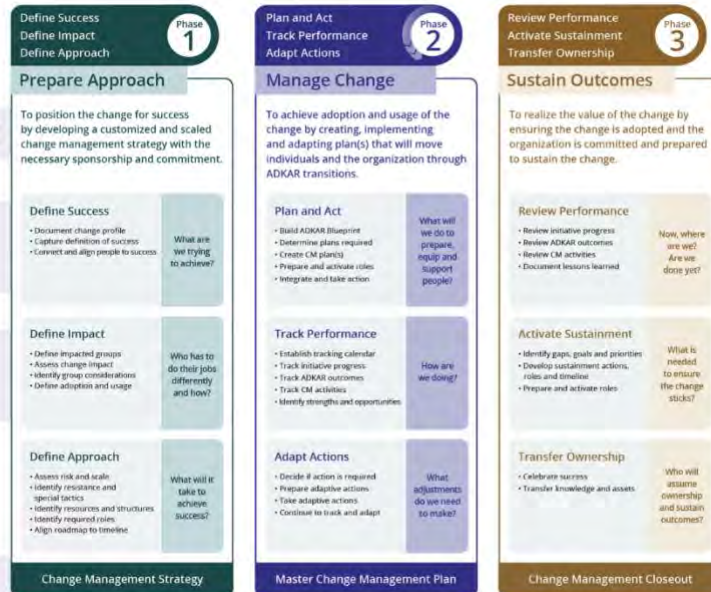 Define Success
Define Impact
Define Approach
Phase
1
Prepare Approach
To position the change for success
by developing a customized and scaled
change management strategy with the
necessary sponsorship and commitment.
Define Success
• Document change profile
• Capture definition of success
• Connect and align people to success
What are
we trying
to achieve?
Define Impact
• Define impacted groups
• Assess change impact
• Identify group considerations
• Define adoption and usage
Who has to
do their jobs
differently
and how?
Define Approach
• Assess risk and scale
• Identify resistance and
special tactics
• Identify resources and structures
• Identify required roles
• Align roadmap to timeline
What will it
take to
achieve
success?
Change Management Strategy
Plan and Act
Track Performance
Adapt Actions
Phase
2
Manage Change
To achieve adoption and usage of the
change by creating, implementing
and adapting plan(s) that will move
individuals and the organization through
ADKAR transitions.
Plan and Act
• Build ADKAR Blueprint
• Determine plans required
• Create CM plan(s)
• Prepare and activate roles
• Integrate and take action
What will
we do to
prepare,
equip and
support
people?
Track Performance
• Establish tracking calendar
• Track initiative progress
• Track ADKAR outcomes
• Track CM activities
• Identify strengths and opportunities
How are
we doing?
Adapt Actions
• Decide if action is required
• Prepare adaptive actions
• Take adaptive actions
• Continue to track and adapt
What
adjustments
do we need
to make?
Master Change Management Plan
Review Performance
Activate Sustainment
Transfer Ownership
Phase
3
Sustain Outcomes
To realize the value of the change by
ensuring the change is adopted and the
organization is committed and prepared
to sustain the change.
Review Performance
• Review initiative progress
• Review ADKAR outcomes
• Review CM activities
• Document lessons learned
Now, where
are we?
Are we
done yet?
Activate Sustainment
• Identify gaps, goals and priorities
• Develop sustainment actions,
roles and timeline
• Prepare and activate roles
What is
needed
to ensure
the change
sticks?
Transfer Ownership
• Celebrate success
• Transfer knowledge and assets
Who will
assume
ownership
and sustain
outcomes?
Change Management Closeout